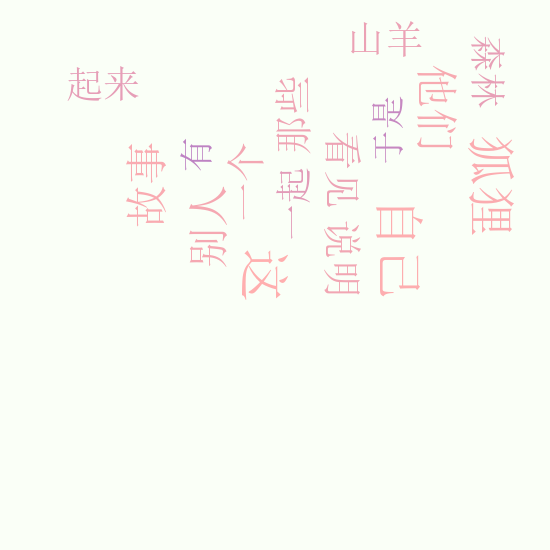 山羊
森林
起来
他们
那些
于是
看见
狐狸
有
故事
一个
一起
别人
自己
说明
这